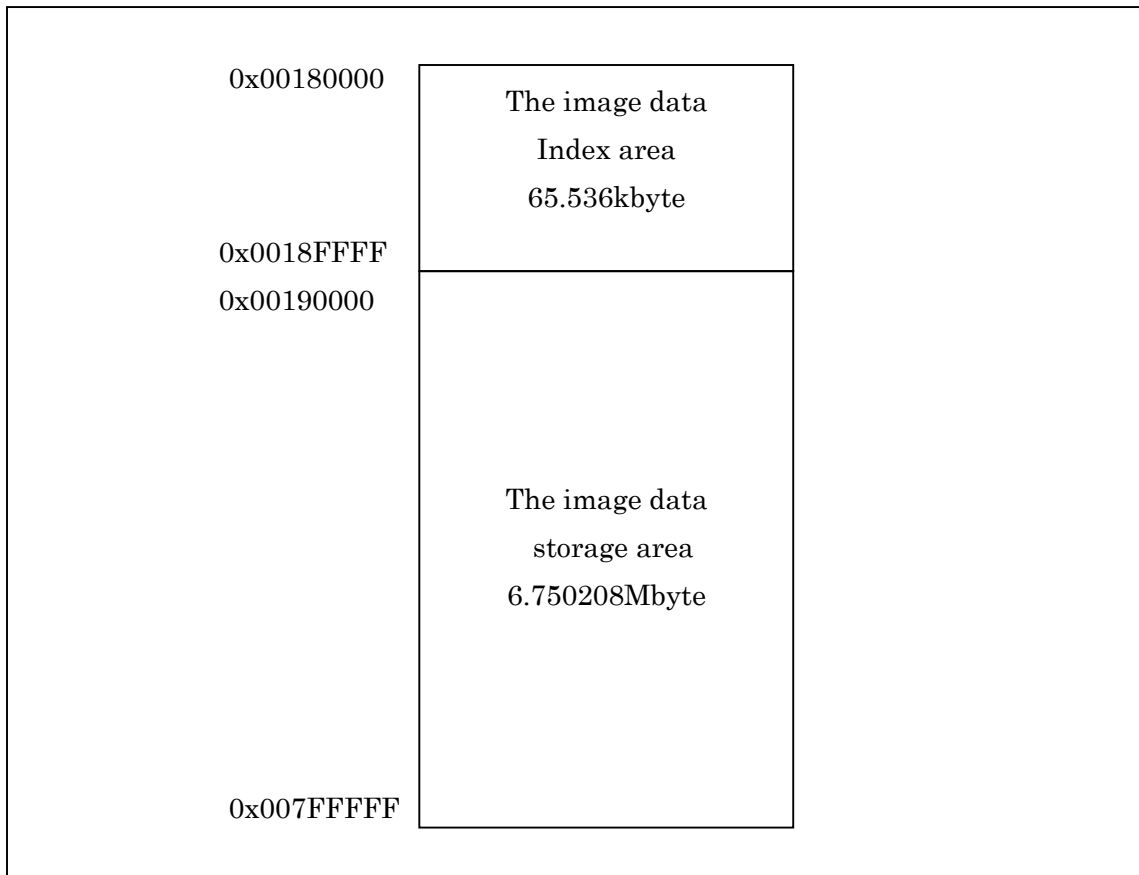 0x00180000
The image data
Index area
65.536kbyte
0x0018FFFF
0x00190000
The image data
storage area
6.750208Mbyte
0x007FFFFF